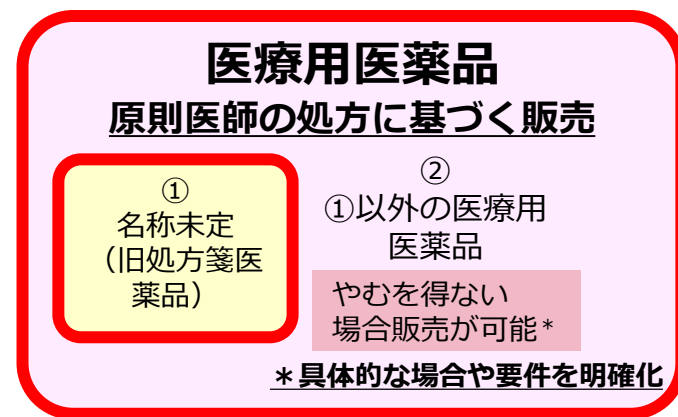 医療用医薬品
原則医師の処方に基づく販売
①
名称未定
（旧処方箋医
薬品）
②
①以外の医療用
医薬品
やむを得ない
場合販売が可能*
＊具体的な場合や要件を明確化